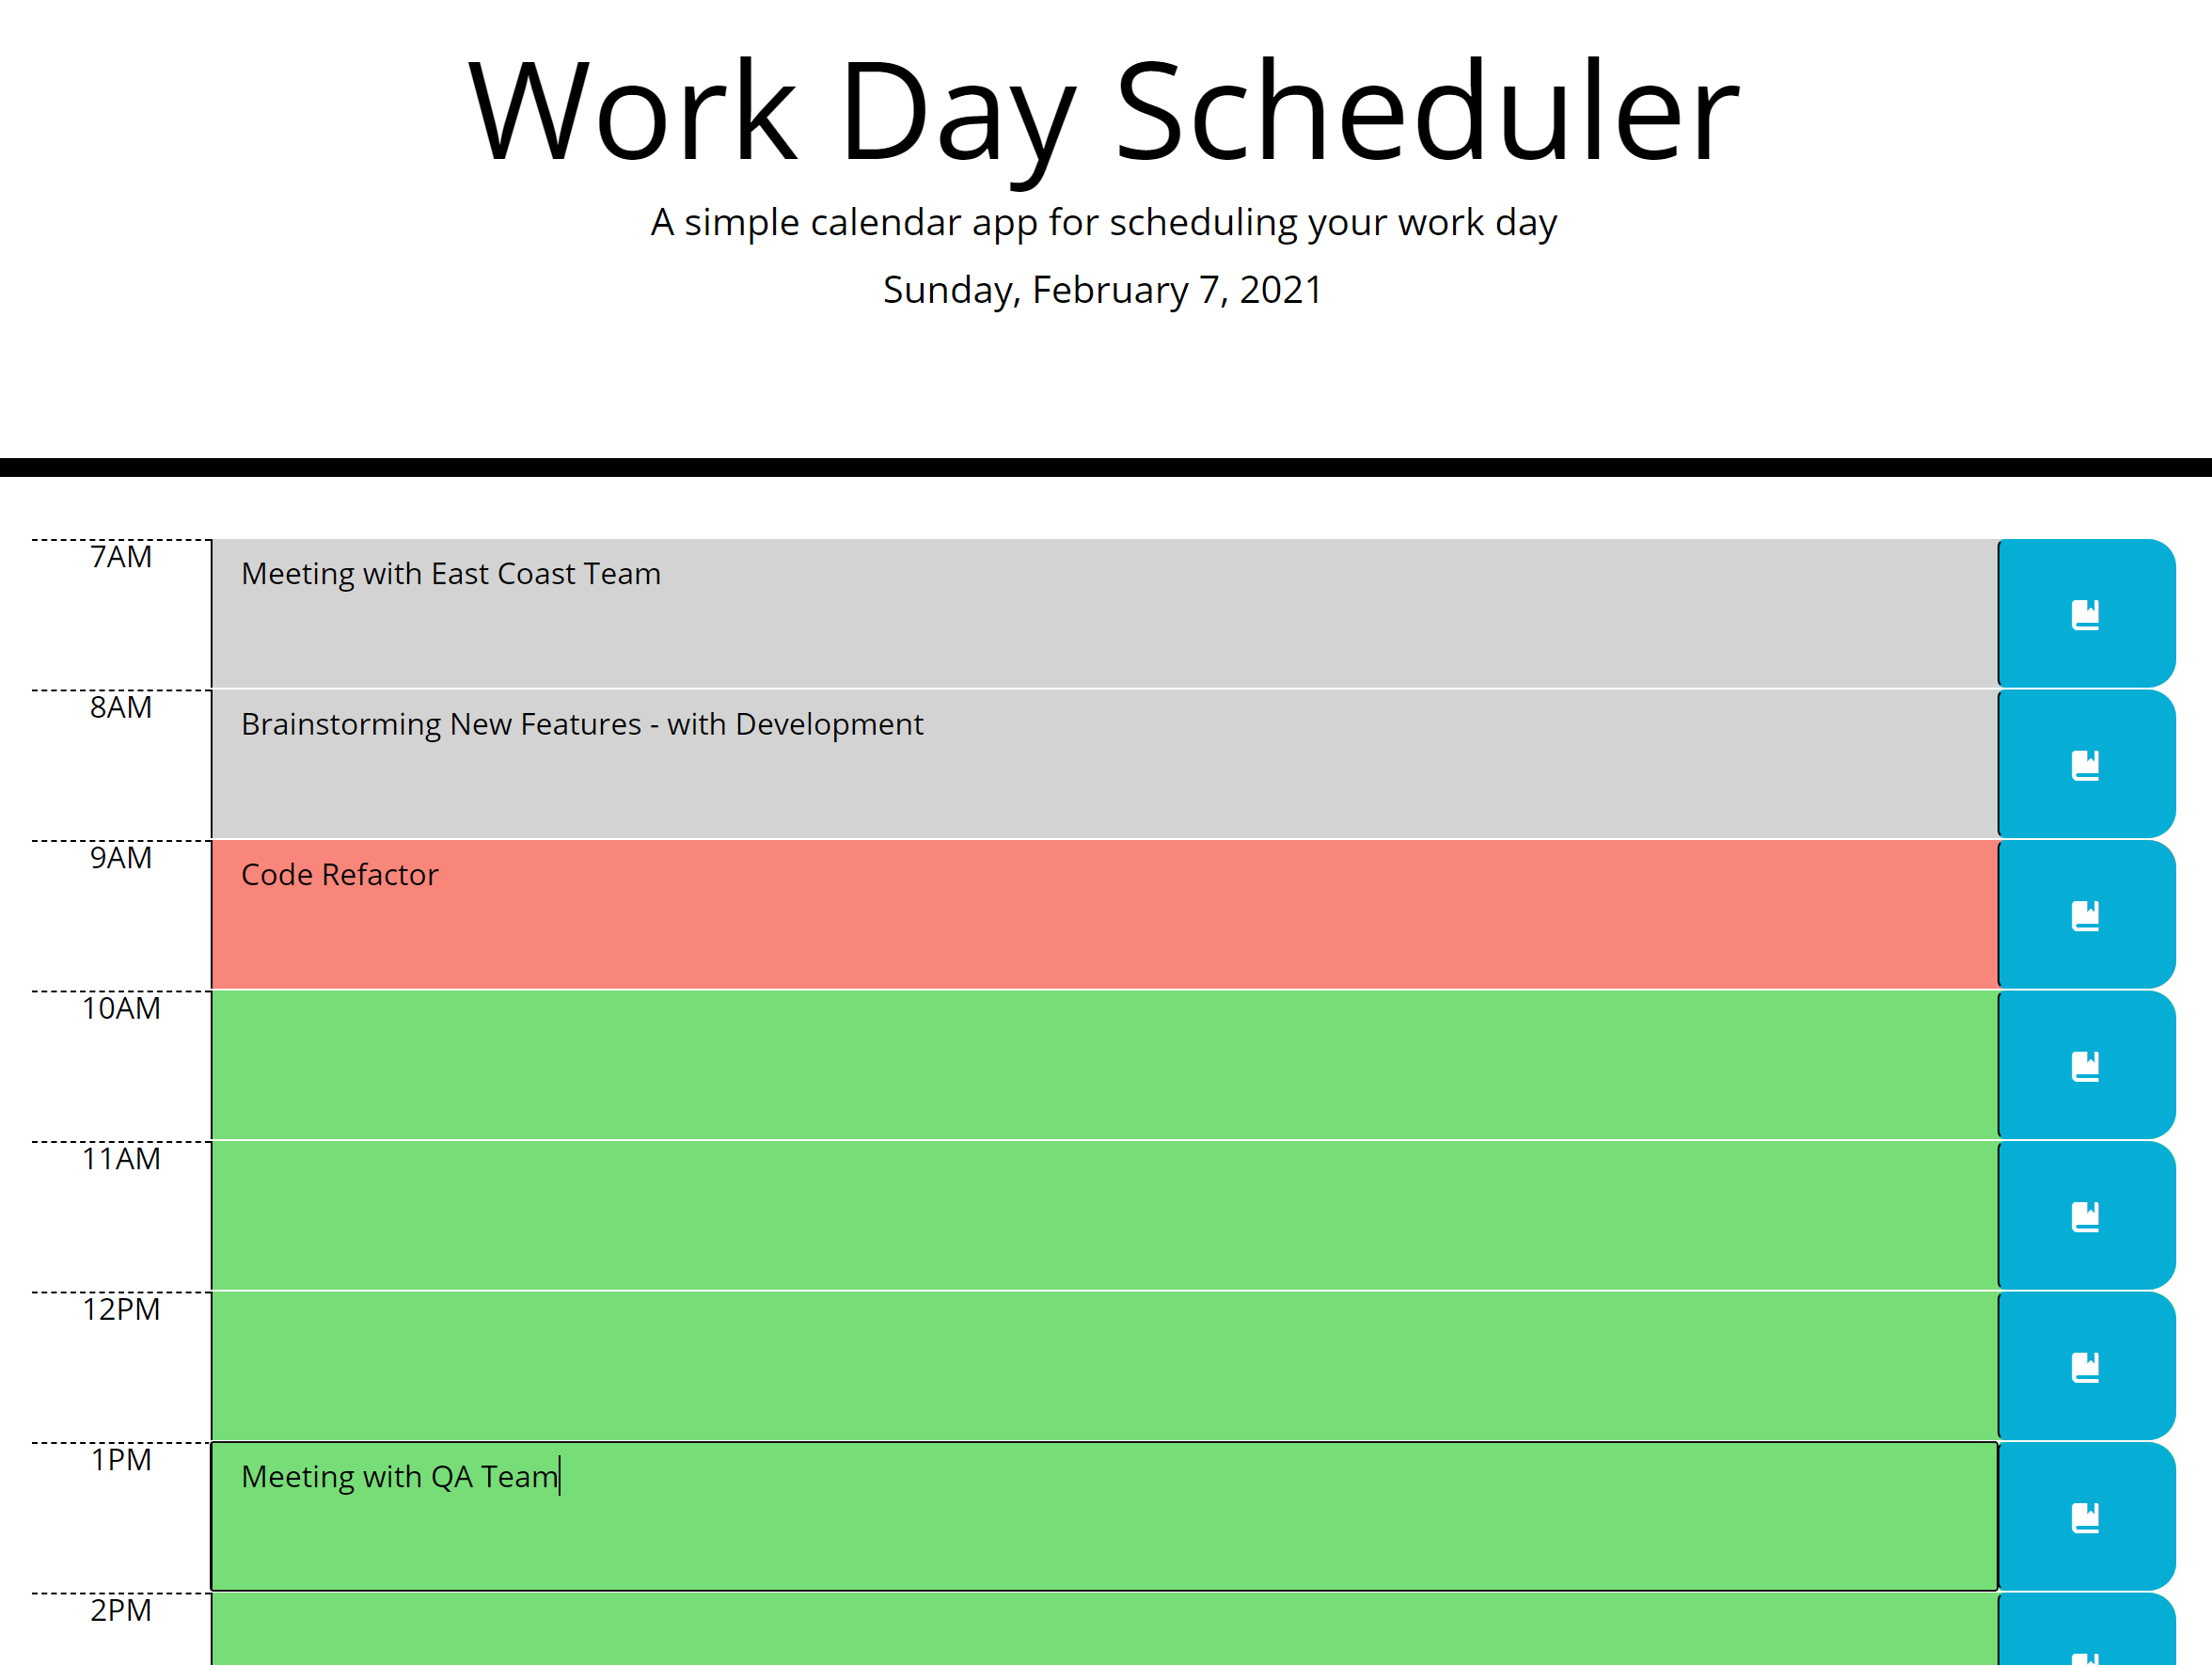 Work Day Scheduler
A simple calendar app for scheduling your work day
Sunday, February 7, 2021
7AM
Meeting with East Coast Team
8AM
Brainstorming New Features - with Development
9AM
Code Refactor
10AM
11AM
12PM
1PM
Meeting with QA Team
2PM